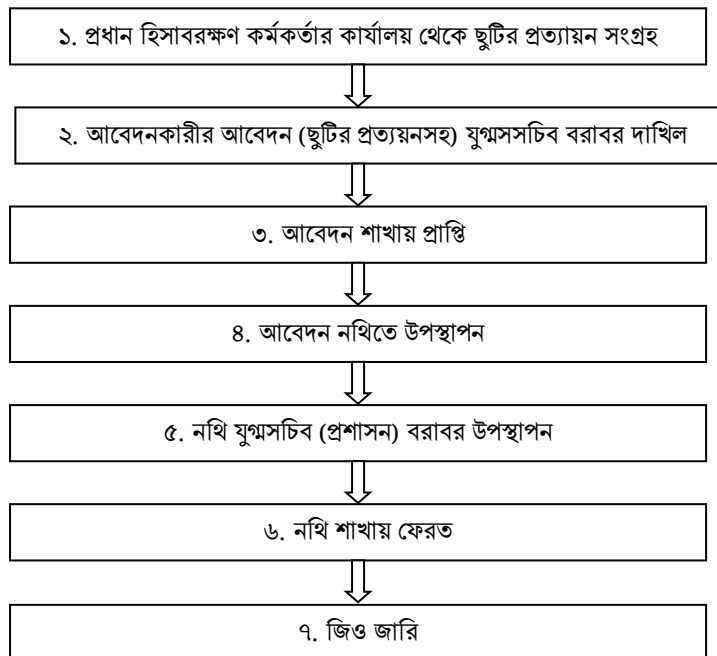 ১. প্রধান হিসাবরক্ষণ কর্মকর্তার কার্যালয় থেকে ছুটির প্রত্যায়ন সংগ্রহ
২. আবেদনকারীর আবেদন (ছুটির প্রত্যয়নসহ) যুগ্মসসচিব বরাবর দাখিল
৩. আবেদন শাখায় প্রাপ্তি
৪. আবেদন নথিতে উপস্থাপন
৫. নথি যুগ্মসচিব (প্রশাসন) বরাবর উপস্থাপন
৬. নথি শাখায় ফেরত
৭. জিও জারি